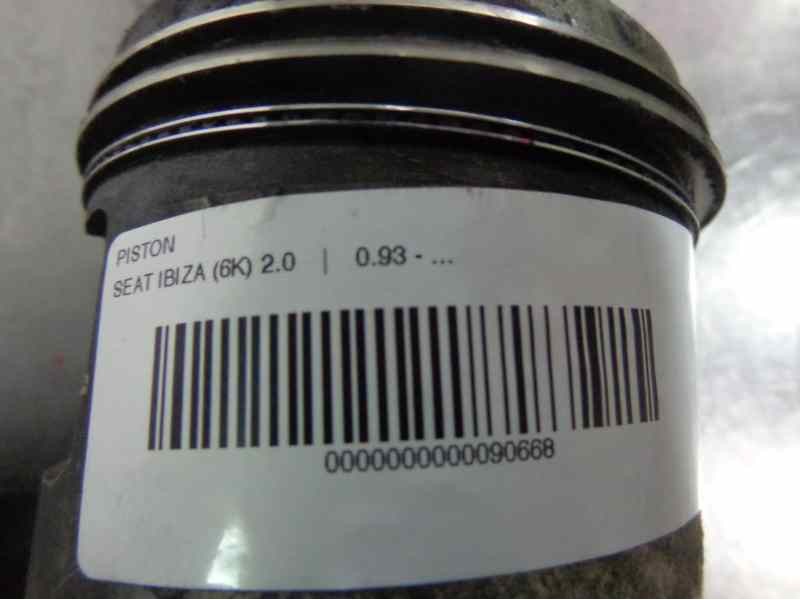 PISTON
SEAT IBIZA (6K) 2.0 | 0.93 - ...
0000000000090668